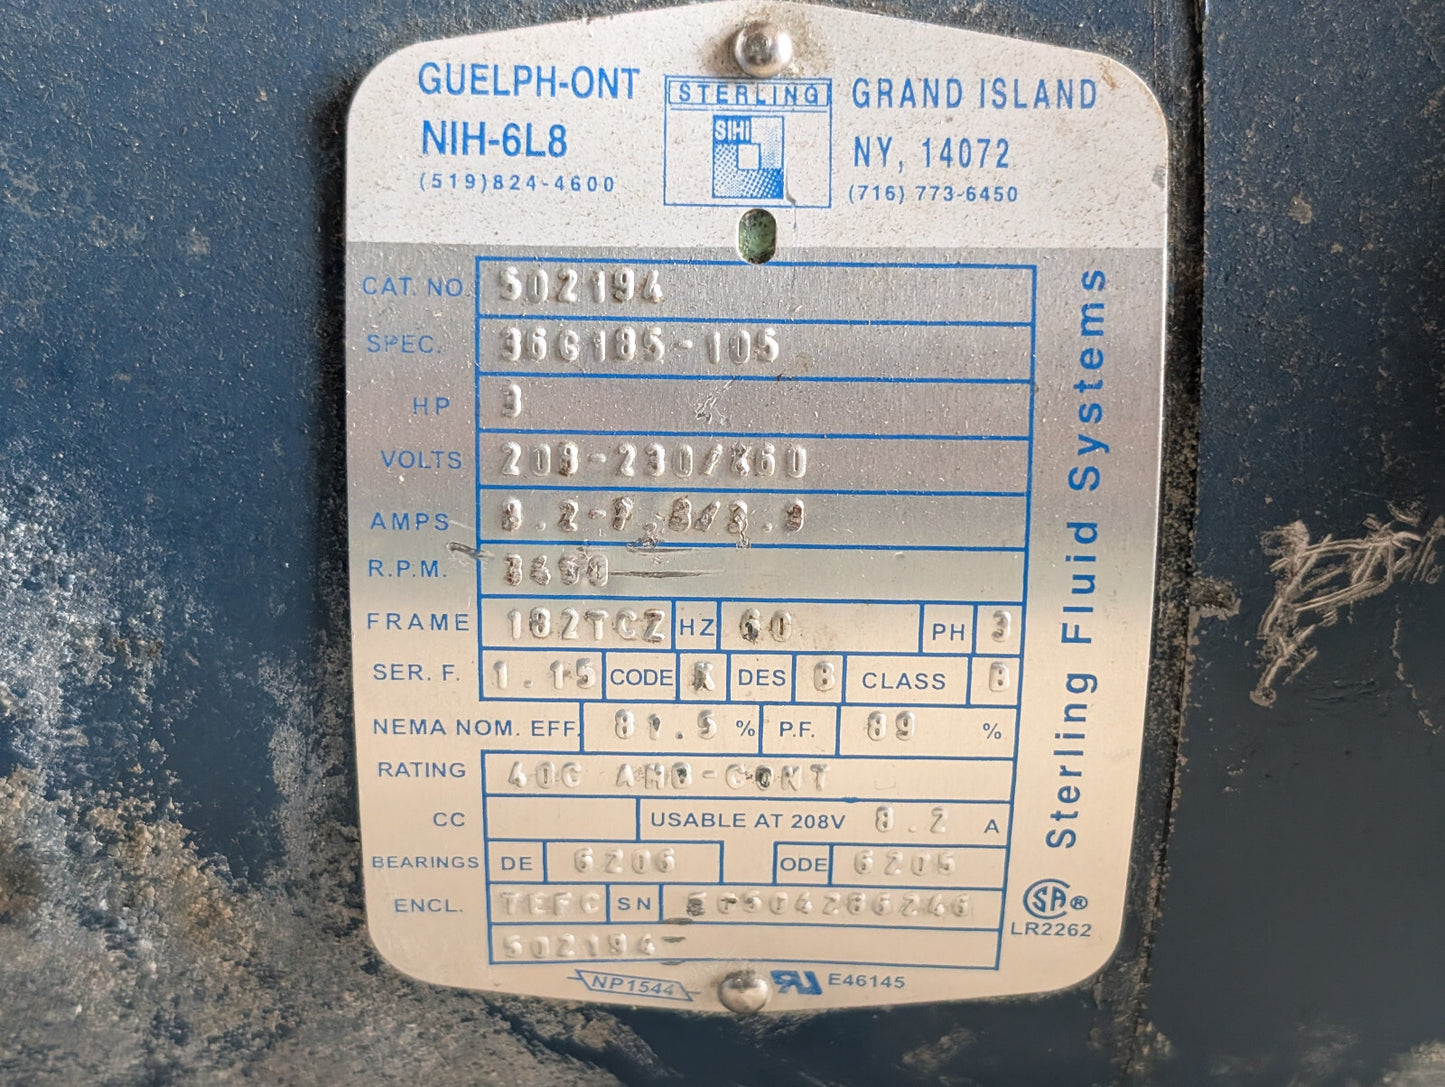 GUELPH-ONT
NIH-6L8
(519)824-4600
STERLING
SIHI
GRAND ISLAND
NY, 14072
(716) 773-6450
CAT. NO. 502194
SPEC. 36G185-105
HP 3
VOLTS 208-230/460
AMPS
R.P.M.
FRAME 182TCZ HZ 60 PH 3
SER. F. 1.15 CODE K DES B CLASS B
NEMA NOM. EFF. % P.F. 89 %
RATING 40C AMB-CONT
CC USABLE AT 208V 8.2 A
BEARINGS DE 6206 ODE 6205
ENCL. TEFC SN
502194-
Sterling Fluid Systems
SA ®
LR2262
NP1544
RU E46145